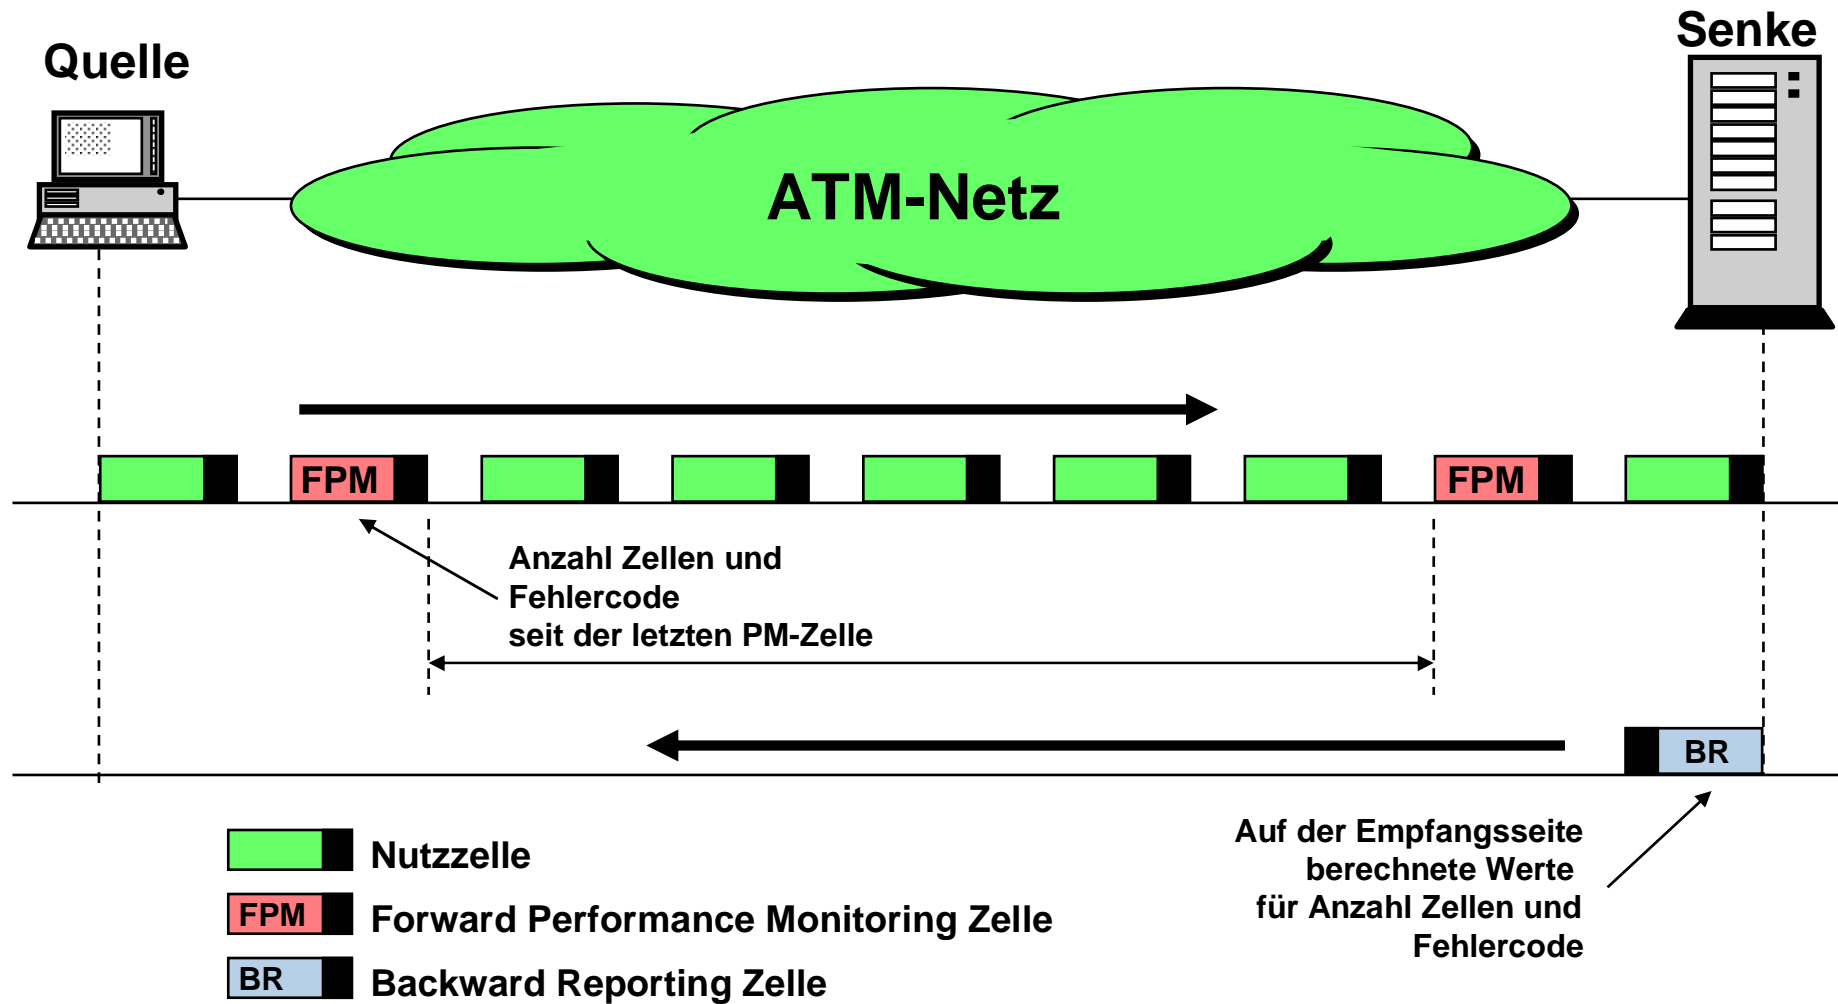 Quelle
Senke
ATM-Netz
FPM
FPM
Anzahl Zellen und
Fehlercode
seit der letzten PM-Zelle
BR
Auf der Empfangsseite
berechnete Werte
für Anzahl Zellen und
Fehlercode
Nutzzelle
FPM Forward Performance Monitoring Zelle
BR Backward Reporting Zelle